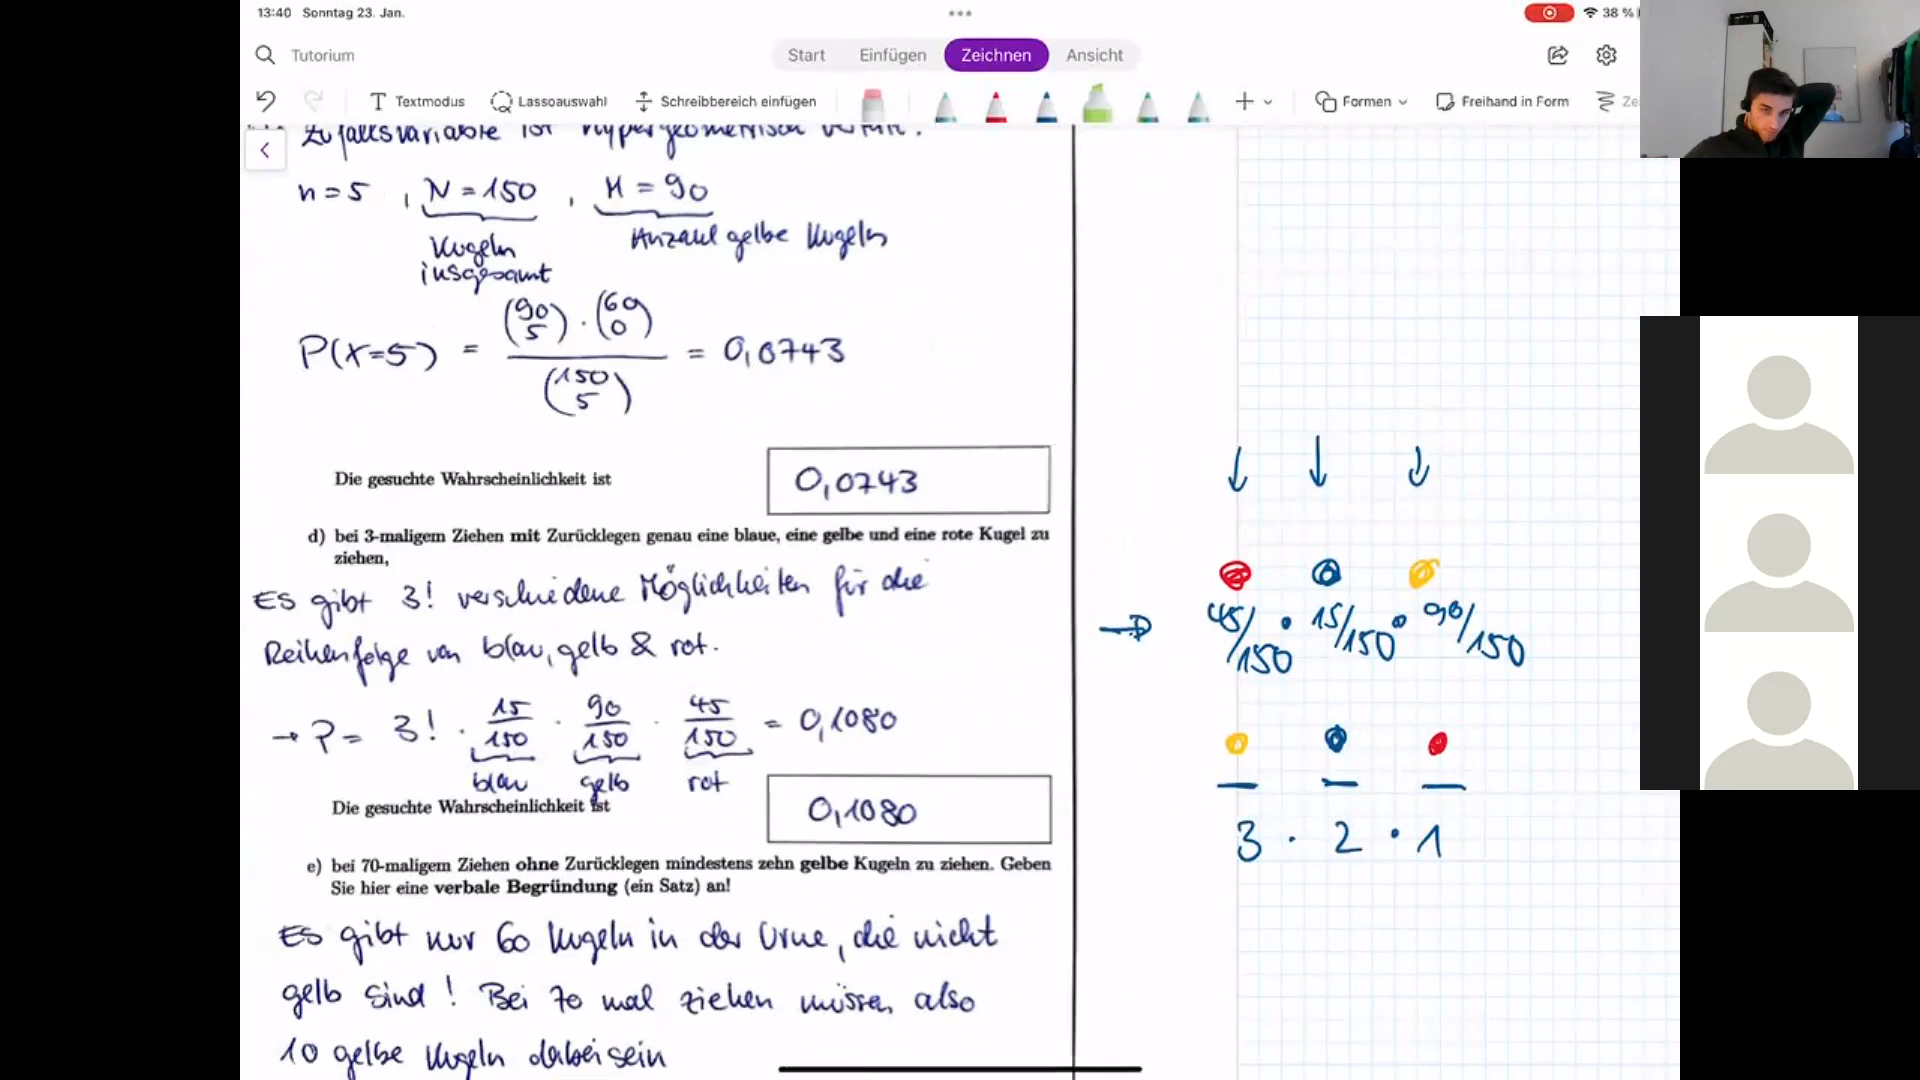 13:40 Sonntag 23. Jan.
38 %
Tutorium
Start Einfügen Zeichnen Ansicht
Textmodus Lassoauswahl Schreibbereich einfügen Formen Freihand in Form Ze
Zufallsvariable ist hypergeometrisch
n = 5 , N = 150 , M = 90
Kugeln insgesamt
Anzahl gelbe Kugeln
P(X=5) = (90 5) · (60 0) / (150 5) = 0,0743
Die gesuchte Wahrscheinlichkeit ist 0,0743
d) bei 3-maligem Ziehen mit Zurücklegen genau eine blaue, eine gelbe und eine rote Kugel zu
ziehen,
Es gibt 3! verschiedene Möglichkeiten für die
Reihenfolge von blau, gelb & rot.
→ P = 3! · 15/150 · 90/150 · 45/150 = 0,1080
blau gelb rot
Die gesuchte Wahrscheinlichkeit ist 0,1080
e) bei 70-maligem Ziehen ohne Zurücklegen mindestens zehn gelbe Kugeln zu ziehen. Geben
Sie hier eine verbale Begründung (ein Satz) an!
Es gibt nur 60 Kugeln in der Urne, die nicht
gelb sind! Bei 70 mal ziehen müssen also
10 gelbe Kugeln dabei sein
→ 45/150 · 15/150 · 90/150
3 · 2 · 1